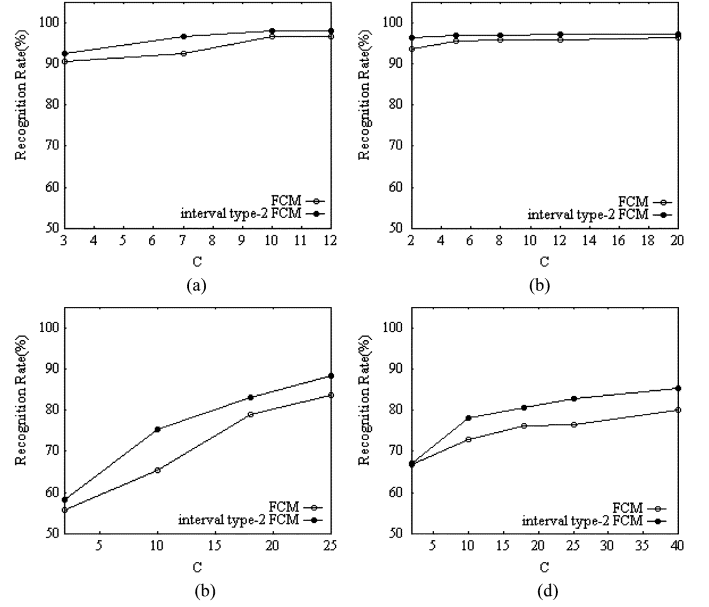 100
90
80
70
60
50
Recognition Rate(%)
FCM
interval type-2 FCM
3 4 5 6 7 8 9 10 11 12
C
(a)
100
90
80
70
60
50
Recognition Rate(%)
FCM
interval type-2 FCM
2 4 6 8 10 12 14 16 18 20
C
(b)
100
90
80
70
60
50
Recognition Rate(%)
FCM
interval type-2 FCM
5 10 15 20 25
C
(b)
100
90
80
70
60
50
Recognition Rate(%)
FCM
interval type-2 FCM
5 10 15 20 25 30 35 40
C
(d)